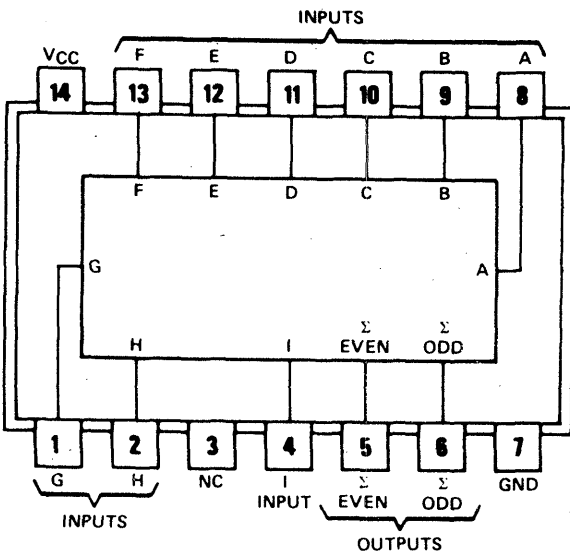 INPUTS
VCC F E D C B A
14 13 12 11 10 9 8
F E D C B
G A
H I Σ Σ
EVEN ODD
1 2 3 4 5 6 7
G H NC I Σ Σ GND
INPUT EVEN ODD
INPUTS
OUTPUTS